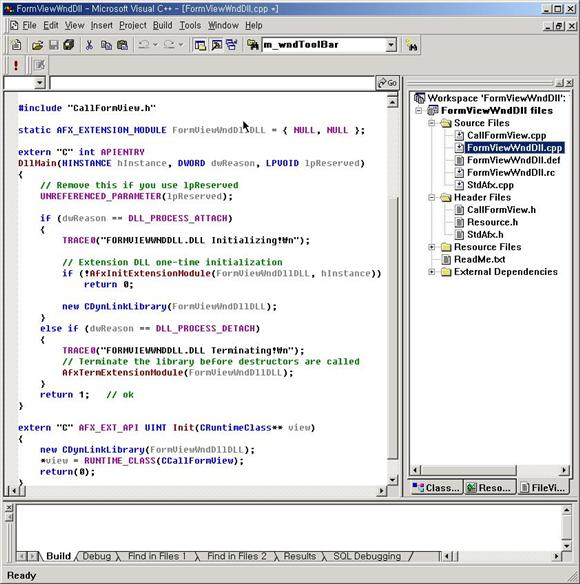 FormViewWndDll - Microsoft Visual C++ - [FormViewWndDll.cpp *]
File Edit View Insert Project Build Tools Window Help
m_wndToolBar
Go
#include "CallFormView.h"
static AFX_EXTENSION_MODULE FormViewWndDllDLL = { NULL, NULL };
extern "C" int APIENTRY
DllMain(HINSTANCE hInstance, DWORD dwReason, LPVOID lpReserved)
{
// Remove this if you use lpReserved
UNREFERENCED_PARAMETER(lpReserved);
if (dwReason == DLL_PROCESS_ATTACH)
{
TRACE0("FORMVIEWWNDDLL.DLL Initializing!₩n");
// Extension DLL one-time initialization
if (!AfxInitExtensionModule(FormViewWndDllDLL, hInstance))
return 0;
new CDynLinkLibrary(FormViewWndDllDLL);
}
else if (dwReason == DLL_PROCESS_DETACH)
{
TRACE0("FORMVIEWWNDDLL.DLL Terminating!₩n");
// Terminate the library before destructors are called
AfxTermExtensionModule(FormViewWndDllDLL);
}
return 1; // ok
}
extern "C" AFX_EXT_API UINT Init(CRuntimeClass** view)
{
new CDynLinkLibrary(FormViewWndDllDLL);
*view = RUNTIME_CLASS(CCallFormView);
return(0);
}
Workspace 'FormViewWndDll':
FormViewWndDll files
Source Files
CallFormView.cpp
FormViewWndDll.cpp
FormViewWndDll.def
FormViewWndDll.rc
StdAfx.cpp
Header Files
CallFormView.h
Resource.h
StdAfx.h
Resource Files
ReadMe.txt
External Dependencies
Class... Reso... FileVi...
Build Debug Find in Files 1 Find in Files 2 Results SQL Debugging
Ready